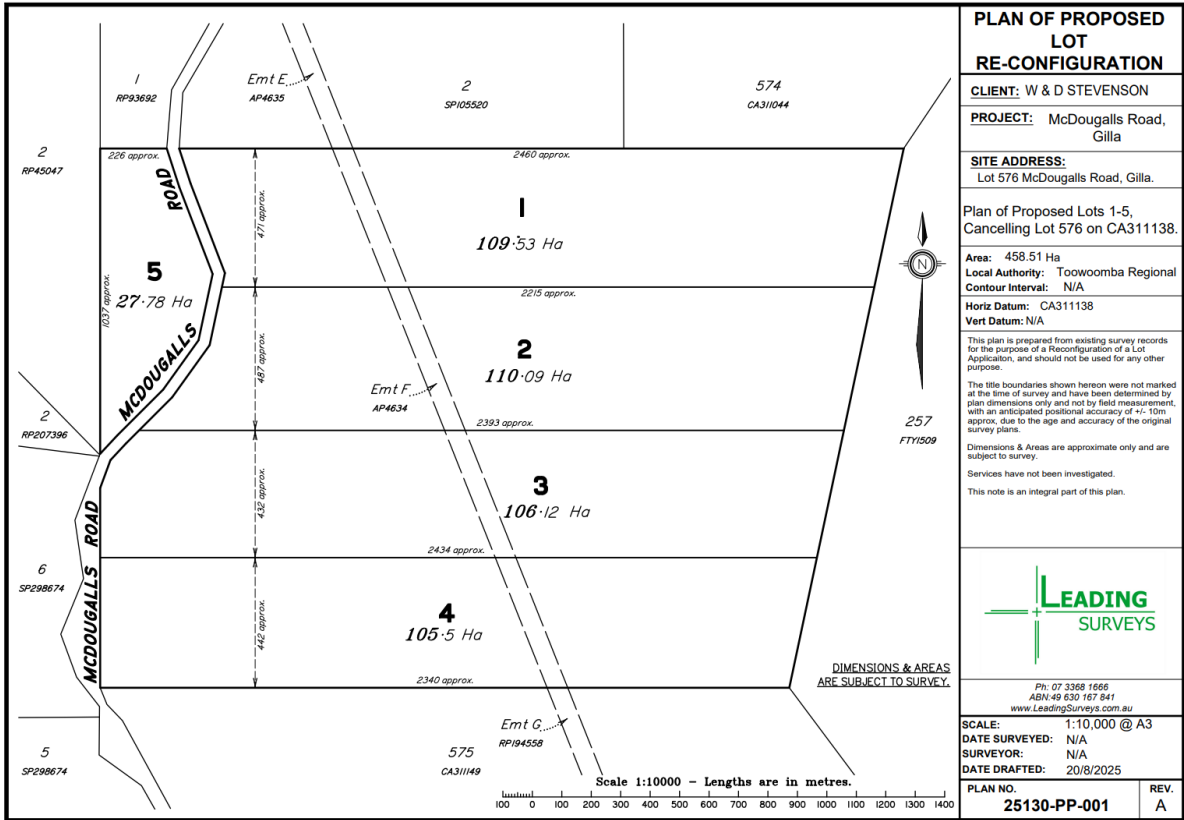 1
RP93692
Emt E
AP4635
2
SP105520
574
CA311044
2
RP45047
226 approx.
2460 approx.
ROAD
471 approx.
1
109·53 Ha
5
27·78 Ha
1037 approx.
2215 approx.
MCDOUGALLS
487 approx.
2
110·09 Ha
Emt F
AP4634
2
RP207396
2393 approx.
257
FTY1509
N
432 approx.
3
106·12 Ha
MCDOUGALLS ROAD
2434 approx.
6
SP298674
442 approx.
4
105·5 Ha
2340 approx.
DIMENSIONS & AREAS
ARE SUBJECT TO SURVEY.
Emt G
RP194558
5
SP298674
575
CA311149
Scale 1:10000 - Lengths are in metres.
100 0 100 200 300 400 500 600 700 800 900 1000 1100 1200 1300 1400
PLAN OF PROPOSED
LOT
RE-CONFIGURATION
CLIENT: W & D STEVENSON
PROJECT: McDougalls Road,
Gilla
SITE ADDRESS:
Lot 576 McDougalls Road, Gilla.
Plan of Proposed Lots 1-5,
Cancelling Lot 576 on CA311138.
Area: 458.51 Ha
Local Authority: Toowoomba Regional
Contour Interval: N/A
Horiz Datum: CA311138
Vert Datum: N/A
This plan is prepared from existing survey records
for the purpose of a Reconfiguration of a Lot
Applicaiton, and should not be used for any other
purpose.
The title boundaries shown hereon were not marked
at the time of survey and have been determined by
plan dimensions only and not by field measurement,
with an anticipated positional accuracy of +/- 10m
approx, due to the age and accuracy of the original
survey plans.
Dimensions & Areas are approximate only and are
subject to survey.
Services have not been investigated.
This note is an integral part of this plan.
LEADING
SURVEYS
Ph: 07 3368 1666
ABN:49 630 167 841
www.LeadingSurveys.com.au
SCALE: 1:10,000 @ A3
DATE SURVEYED: N/A
SURVEYOR: N/A
DATE DRAFTED: 20/8/2025
PLAN NO.
25130-PP-001
REV.
A